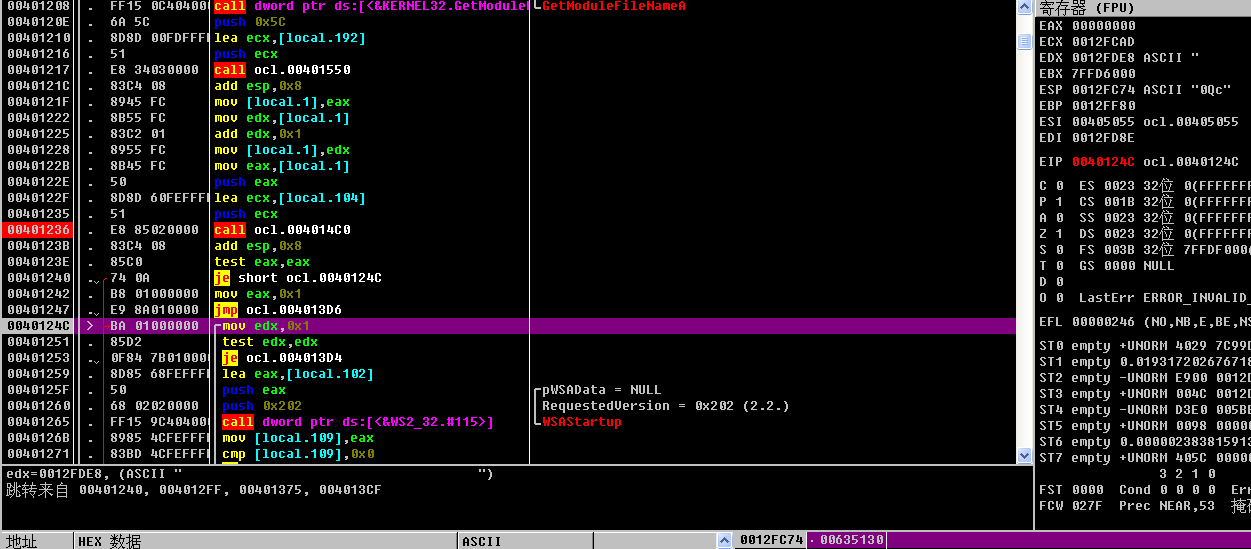 00401208 . FF15 0C404000 call dword ptr ds:[<&KERNEL32.GetModuleF GetModuleFileNameA
0040120E . 6A 5C push 0x5C
00401210 . 8D8D 00FDFFFF lea ecx,[local.192]
00401216 . 51 push ecx
00401217 . E8 34030000 call ocl.00401550
0040121C . 83C4 08 add esp,0x8
0040121F . 8945 FC mov [local.1],eax
00401222 . 8B55 FC mov edx,[local.1]
00401225 . 83C2 01 add edx,0x1
00401228 . 8955 FC mov [local.1],edx
0040122B . 8B45 FC mov eax,[local.1]
0040122E . 50 push eax
0040122F . 8D8D 60FEFFFF lea ecx,[local.104]
00401235 . 51 push ecx
00401236 . E8 85020000 call ocl.004014C0
0040123B . 83C4 08 add esp,0x8
0040123E . 85C0 test eax,eax
00401240 . 74 0A je short ocl.0040124C
00401242 . B8 01000000 mov eax,0x1
00401247 . E9 8A010000 jmp ocl.004013D6
0040124C > BA 01000000 mov edx,0x1
00401251 . 85D2 test edx,edx
00401253 . 0F84 7B010000 je ocl.004013D4
00401259 . 8D85 68FEFFFF lea eax,[local.102]
0040125F . 50 push eax pWSAData = NULL
00401260 . 68 02020000 push 0x202 RequestedVersion = 0x202 (2.2.)
00401265 . FF15 9C404000 call dword ptr ds:[<&WS2_32.#115>] WSAStartup
0040126B . 8985 4CFEFFFF mov [local.109],eax
00401271 . 83BD 4CFEFFFF cmp [local.109],0x0
edx=0012FDE8, (ASCII " ")
跳转来自 00401240, 004012FF, 00401375, 004013CF
地址 HEX 数据 ASCII
0012FC74 00635130
寄存器 (FPU)
EAX 00000000
ECX 0012FCAD
EDX 0012FDE8 ASCII "
EBX 7FFD6000
ESP 0012FC74 ASCII "0Qc"
EBP 0012FF80
ESI 00405055 ocl.00405055
EDI 0012FD8E
EIP 0040124C ocl.0040124C
C 0 ES 0023 32位 0(FFFFFFF
P 1 CS 001B 32位 0(FFFFFFF
A 0 SS 0023 32位 0(FFFFFFF
Z 1 DS 0023 32位 0(FFFFFFF
S 0 FS 003B 32位 7FFDF000(
T 0 GS 0000 NULL
D 0
O 0 LastErr ERROR_INVALID_
EFL 00000246 (NO,NB,E,BE,NS
ST0 empty +UNORM 4029 7C99D
ST1 empty 0.019317202676718
ST2 empty -UNORM E900 0012D
ST3 empty +UNORM 004C 0012D
ST4 empty -UNORM D3E0 005BE
ST5 empty +UNORM 0098 00000
ST6 empty 0.000002383815913
ST7 empty +UNORM 405C 00000
3 2 1 0
FST 0000 Cond 0 0 0 0 Err
FCW 027F Prec NEAR,53 掩码